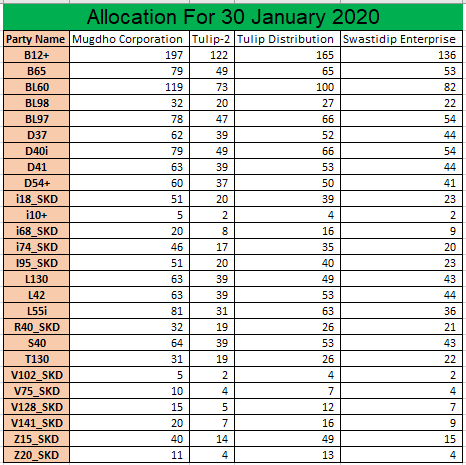 Allocation For 30 January 2020
Party Name Mugdho Corporation Tulip-2 Tulip Distribution Swastidip Enterprise
B12+ 197 122 165 136
B65 79 49 65 53
BL60 119 73 100 82
BL98 32 20 27 22
BL97 78 47 66 54
D37 62 39 52 44
D40i 79 49 66 54
D41 63 39 53 44
D54+ 60 37 50 41
i18_SKD 51 20 39 23
i10+ 5 2 4 2
i68_SKD 20 8 16 9
i74_SKD 46 17 35 20
I95_SKD 51 20 40 23
L130 63 39 49 43
L42 63 39 53 44
L55i 81 31 63 36
R40_SKD 32 19 26 21
S40 64 39 53 43
T130 31 19 26 22
V102_SKD 5 2 4 2
V75_SKD 10 4 7 4
V128_SKD 15 5 12 7
V141_SKD 20 7 16 9
Z15_SKD 40 14 49 15
Z20_SKD 11 4 13 4